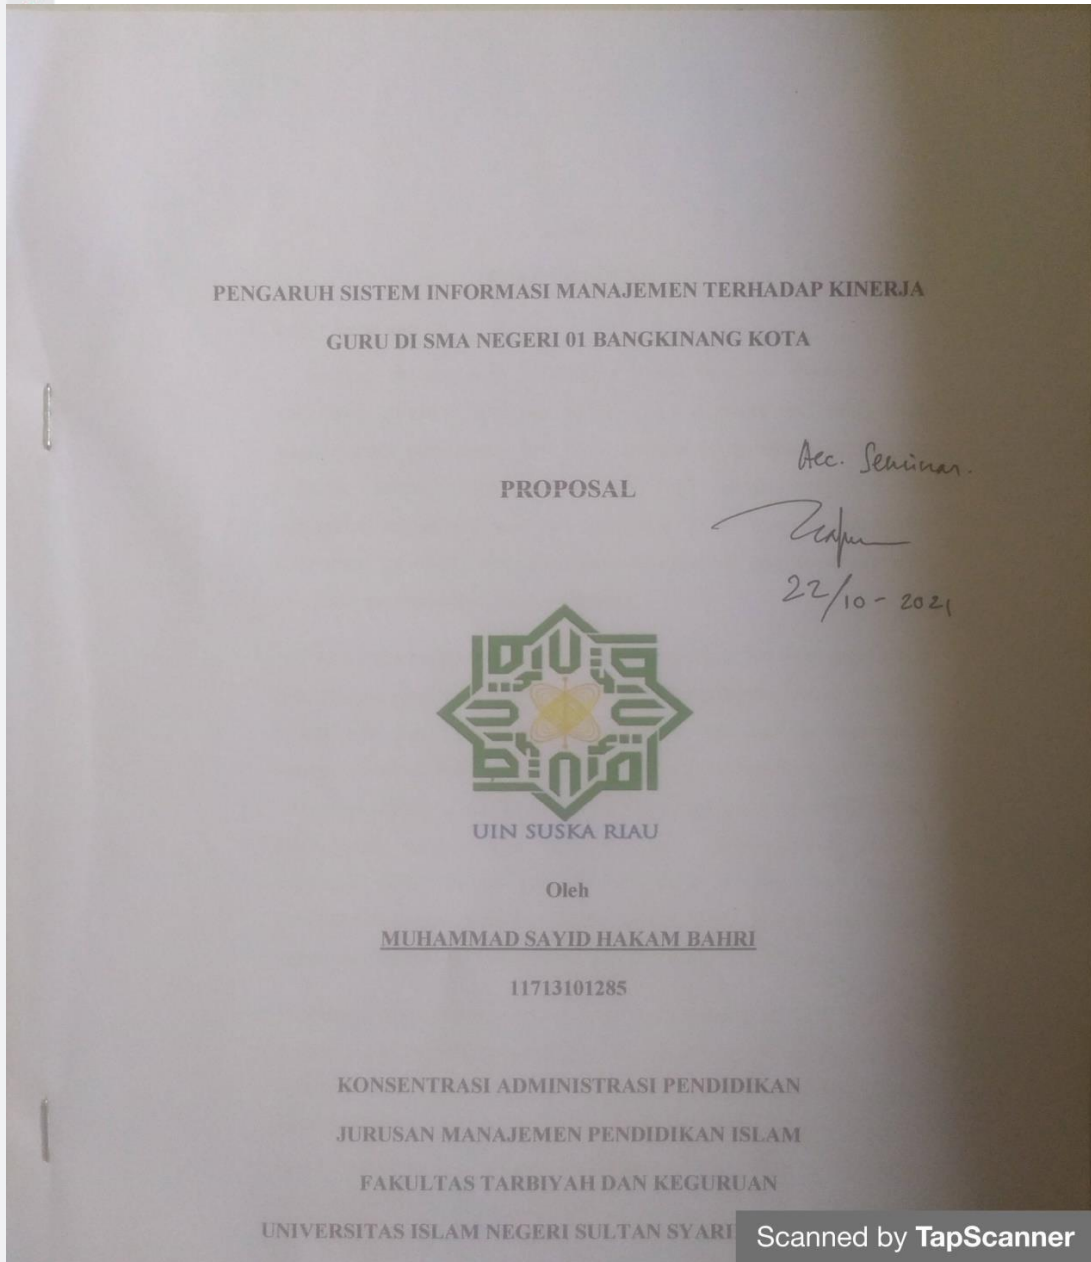 PENGARUH SISTEM INFORMASI MANAJEMEN TERHADAP KINERJA
GURU DI SMA NEGERI 01 BANGKINANG KOTA
Acc. Seminar.
PROPOSAL
22/10-2021
UIN SUSKA RIAU
Oleh
MUHAMMAD SAYID HAKAM BAHRI
11713101285
KONSENTRASI ADMINISTRASI PENDIDIKAN
JURUSAN MANAJEMEN PENDIDIKAN ISLAM
FAKULTAS TARBIYAH DAN KEGURUAN
UNIVERSITAS ISLAM NEGERI SULTAN SYARI
Scanned by TapScanner